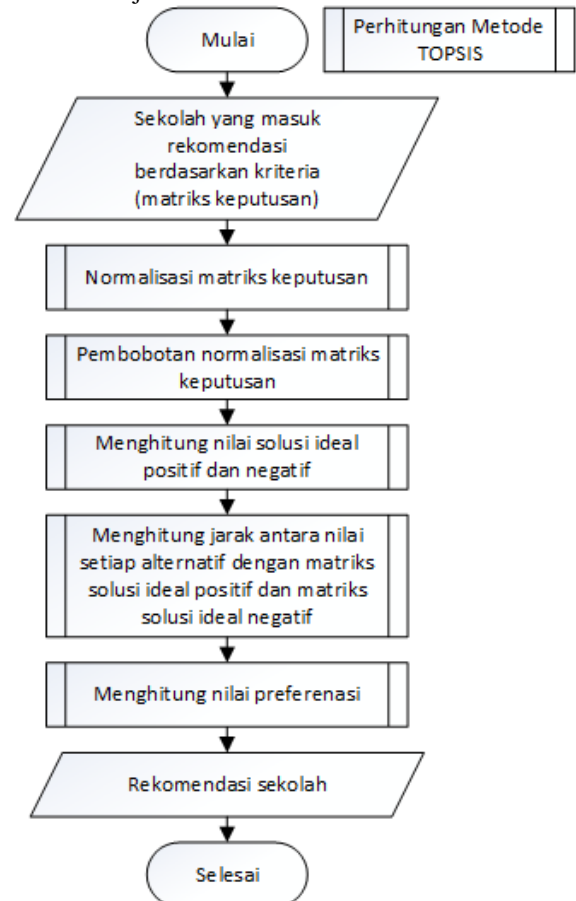 Mulai
Perhitungan Metode
TOPSIS
Sekolah yang masuk
rekomendasi
berdasarkan kriteria
(matriks keputusan)
Normalisasi matriks keputusan
Pembobotan normalisasi matriks
keputusan
Menghitung nilai solusi ideal
positif dan negatif
Menghitung jarak antara nilai
setiap alternatif dengan matriks
solusi ideal positif dan matriks
solusi ideal negatif
Menghitung nilai preferenasi
Rekomendasi sekolah
Selesai